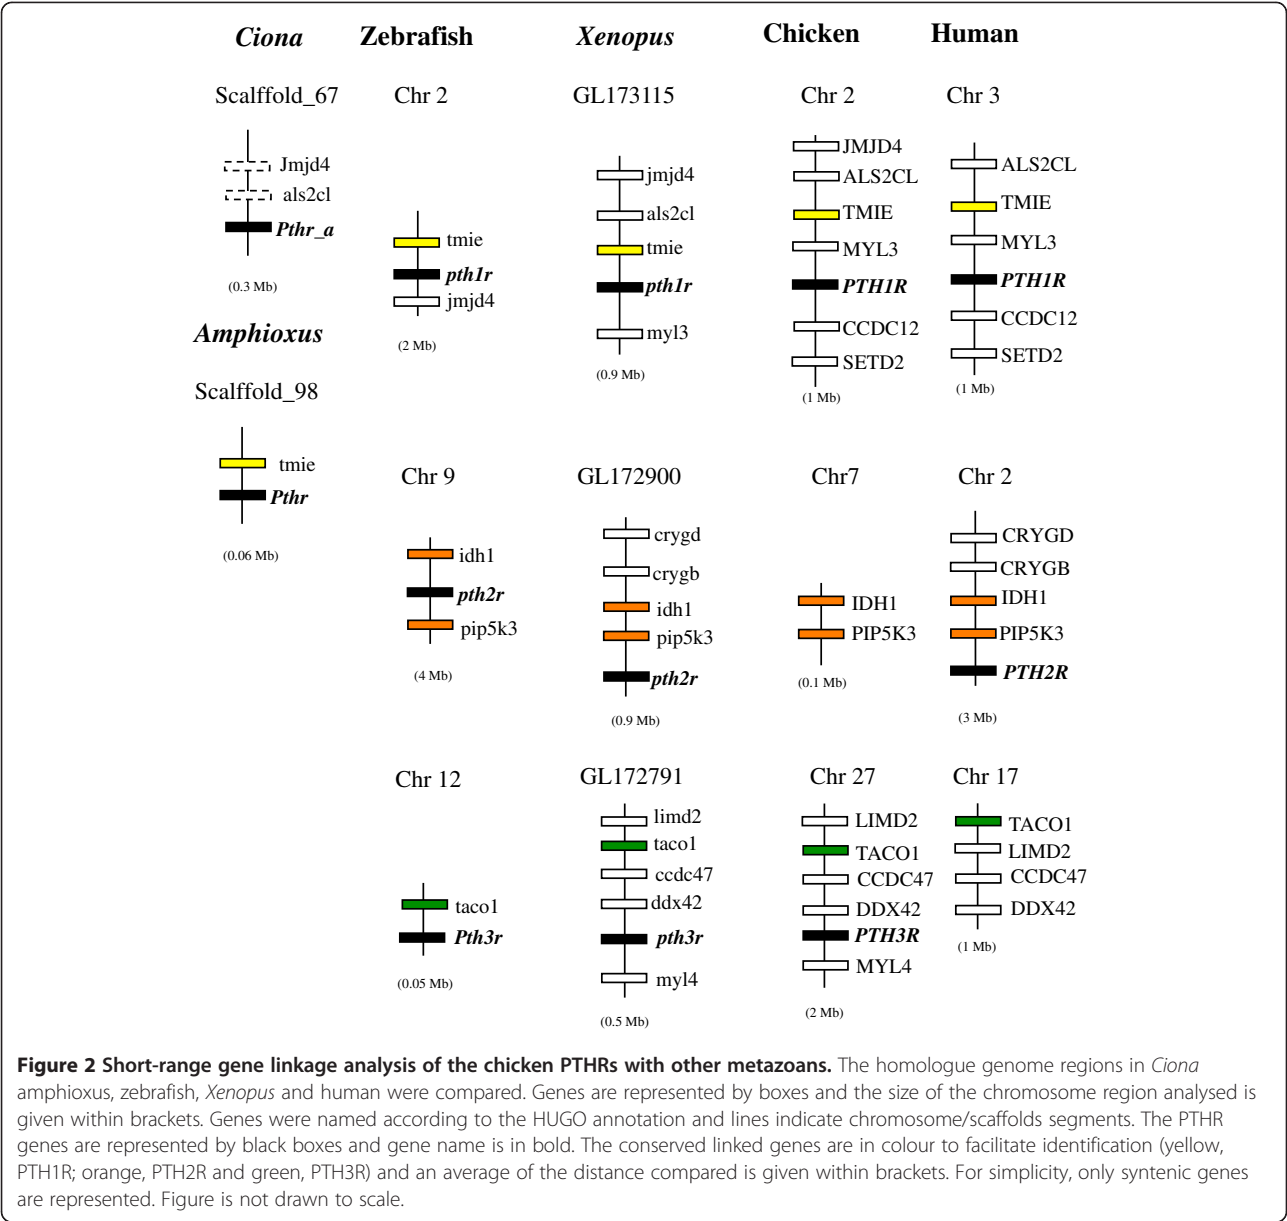 Ciona
Zebrafish
Xenopus
Chicken
Human
Scalffold_67
Jmjd4
als2cl
Pthr_a
(0.3 Mb)
Amphioxus
Scalffold_98
tmie
Pthr
(0.06 Mb)
Chr 2
tmie
pth1r
jmjd4
(2 Mb)
GL173115
jmjd4
als2cl
tmie
pth1r
myl3
(0.9 Mb)
Chr 2
JMJD4
ALS2CL
TMIE
MYL3
PTH1R
CCDC12
SETD2
(1 Mb)
Chr 3
ALS2CL
TMIE
MYL3
PTH1R
CCDC12
SETD2
(1 Mb)
Chr 9
idh1
pth2r
pip5k3
(4 Mb)
GL172900
crygd
crygb
idh1
pip5k3
pth2r
(0.9 Mb)
Chr7
IDH1
PIP5K3
(0.1 Mb)
Chr 2
CRYGD
CRYGB
IDH1
PIP5K3
PTH2R
(3 Mb)
Chr 12
taco1
Pth3r
(0.05 Mb)
GL172791
limd2
taco1
ccdc47
ddx42
pth3r
myl4
(0.5 Mb)
Chr 27
LIMD2
TACO1
CCDC47
DDX42
PTH3R
MYL4
(2 Mb)
Chr 17
TACO1
LIMD2
CCDC47
DDX42
(1 Mb)
Figure 2 Short-range gene linkage analysis of the chicken PTHRs with other metazoans. The homologue genome regions in Ciona
amphioxus, zebrafish, Xenopus and human were compared. Genes are represented by boxes and the size of the chromosome region analysed is
given within brackets. Genes were named according to the HUGO annotation and lines indicate chromosome/scaffolds segments. The PTHR
genes are represented by black boxes and gene name is in bold. The conserved linked genes are in colour to facilitate identification (yellow,
PTH1R; orange, PTH2R and green, PTH3R) and an average of the distance compared is given within brackets. For simplicity, only syntenic genes
are represented. Figure is not drawn to scale.